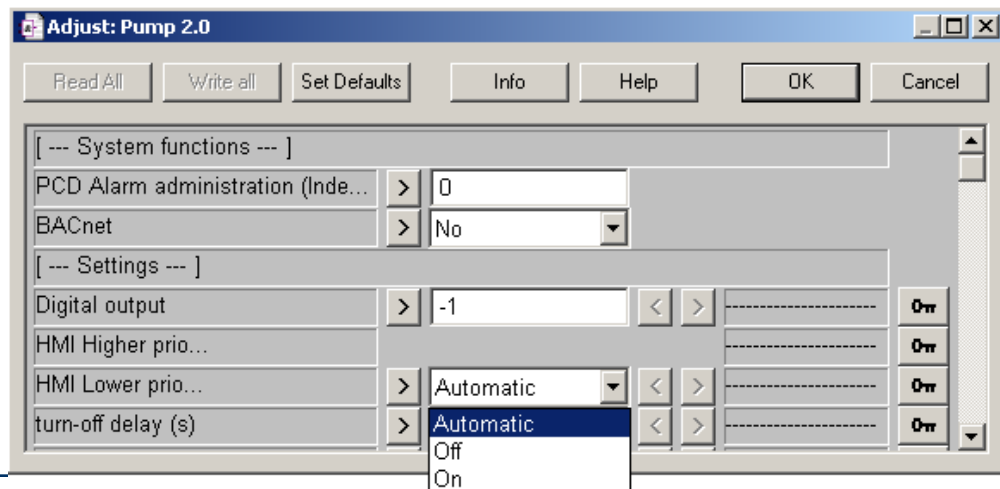 Adjust: Pump 2.0
Read All Write all Set Defaults Info Help OK Cancel
[ --- System functions --- ]
PCD Alarm administration (Inde... > 0
BACnet > No
[ --- Settings --- ]
Digital output > -1 < > ---------------------
HMI Higher prio... ---------------------
HMI Lower prio... > Automatic < > ---------------------
turn-off delay (s) > Automatic < > ---------------------
Off
On